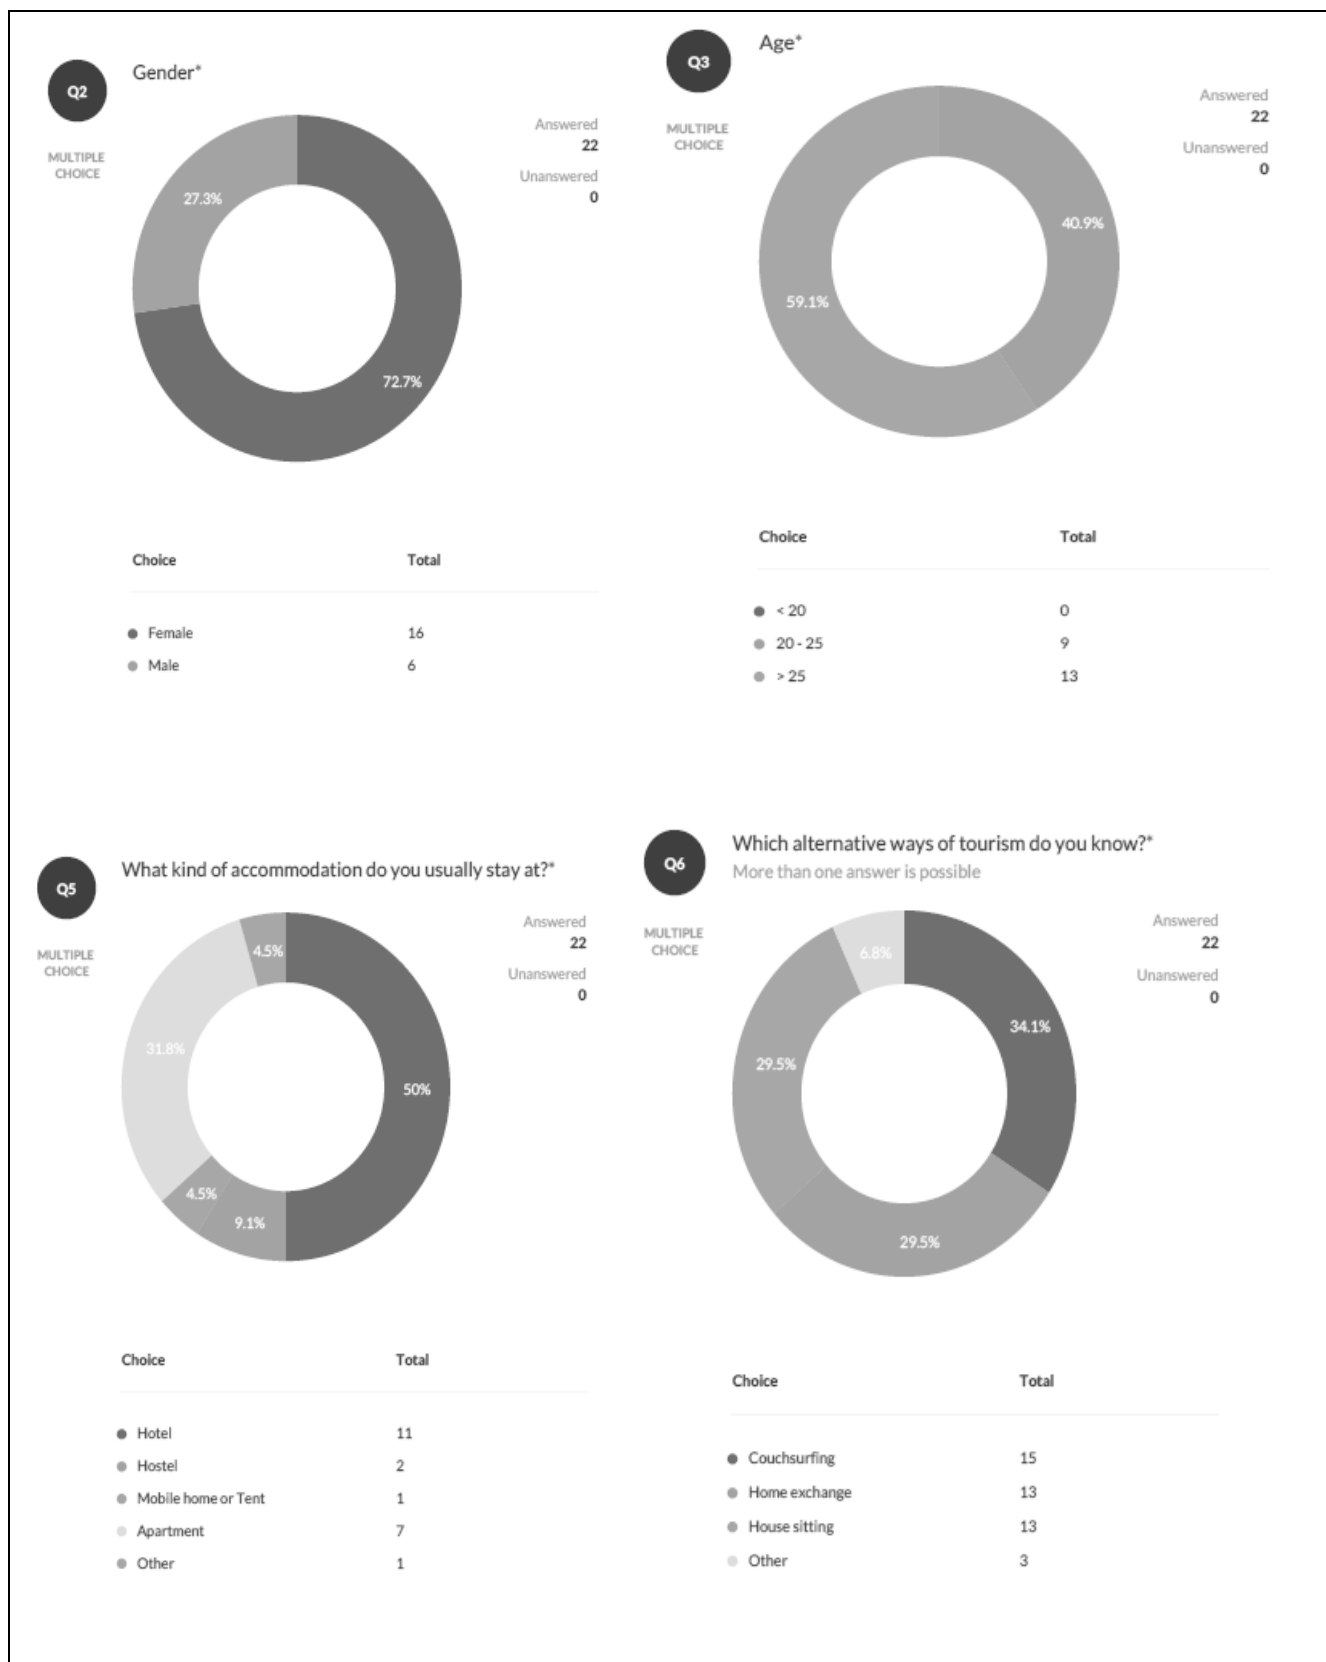 Q2
Gender*
MULTIPLE
CHOICE
Answered
22
Unanswered
0
27.3%
72.7%
Choice Total
Female 16
Male 6
Q3
Age*
MULTIPLE
CHOICE
Answered
22
Unanswered
0
40.9%
59.1%
Choice Total
< 20 0
20 - 25 9
> 25 13
Q5
What kind of accommodation do you usually stay at?*
MULTIPLE
CHOICE
Answered
22
Unanswered
0
4.5%
31.8%
50%
4.5%
9.1%
Choice Total
Hotel 11
Hostel 2
Mobile home or Tent 1
Apartment 7
Other 1
Q6
Which alternative ways of tourism do you know?*
More than one answer is possible
MULTIPLE
CHOICE
Answered
22
Unanswered
0
6.8%
34.1%
29.5%
29.5%
Choice Total
Couchsurfing 15
Home exchange 13
House sitting 13
Other 3